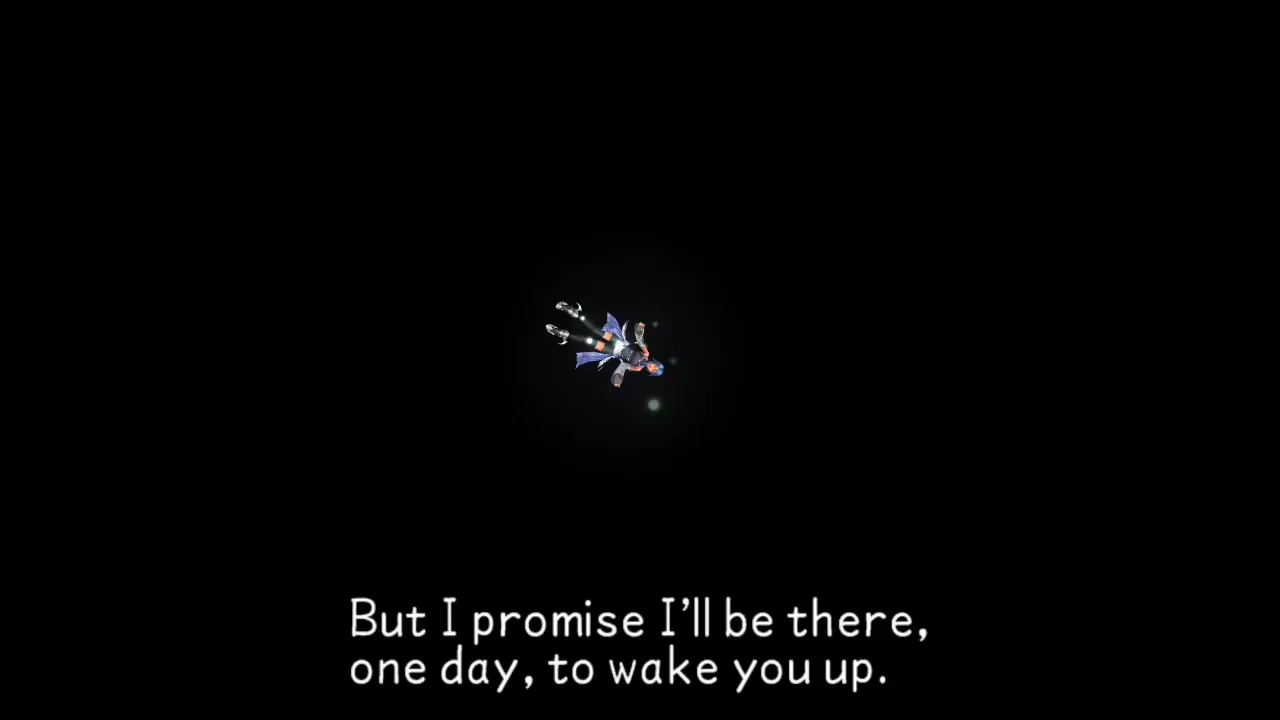 But I promise I'll be there,
one day, to wake you up.